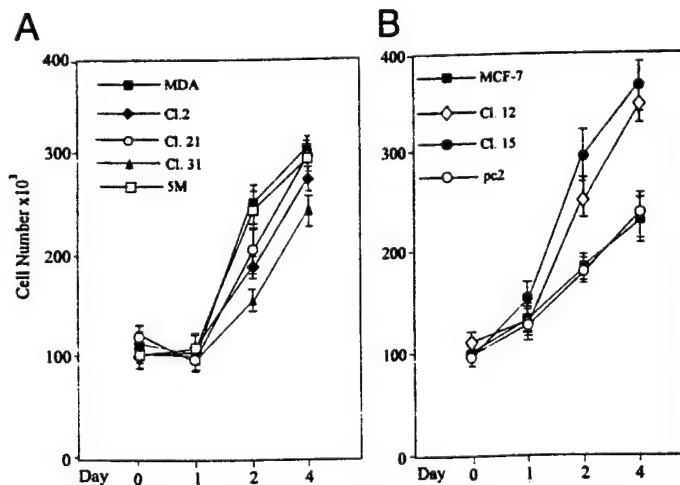 A
B
400
300
200
100
0
Cell Number x10³
MDA
Cl.2
Cl. 21
Cl. 31
5M
Day 0 1 2 4
400
300
200
100
0
MCF-7
Cl. 12
Cl. 15
pc2
Day 0 1 2 4